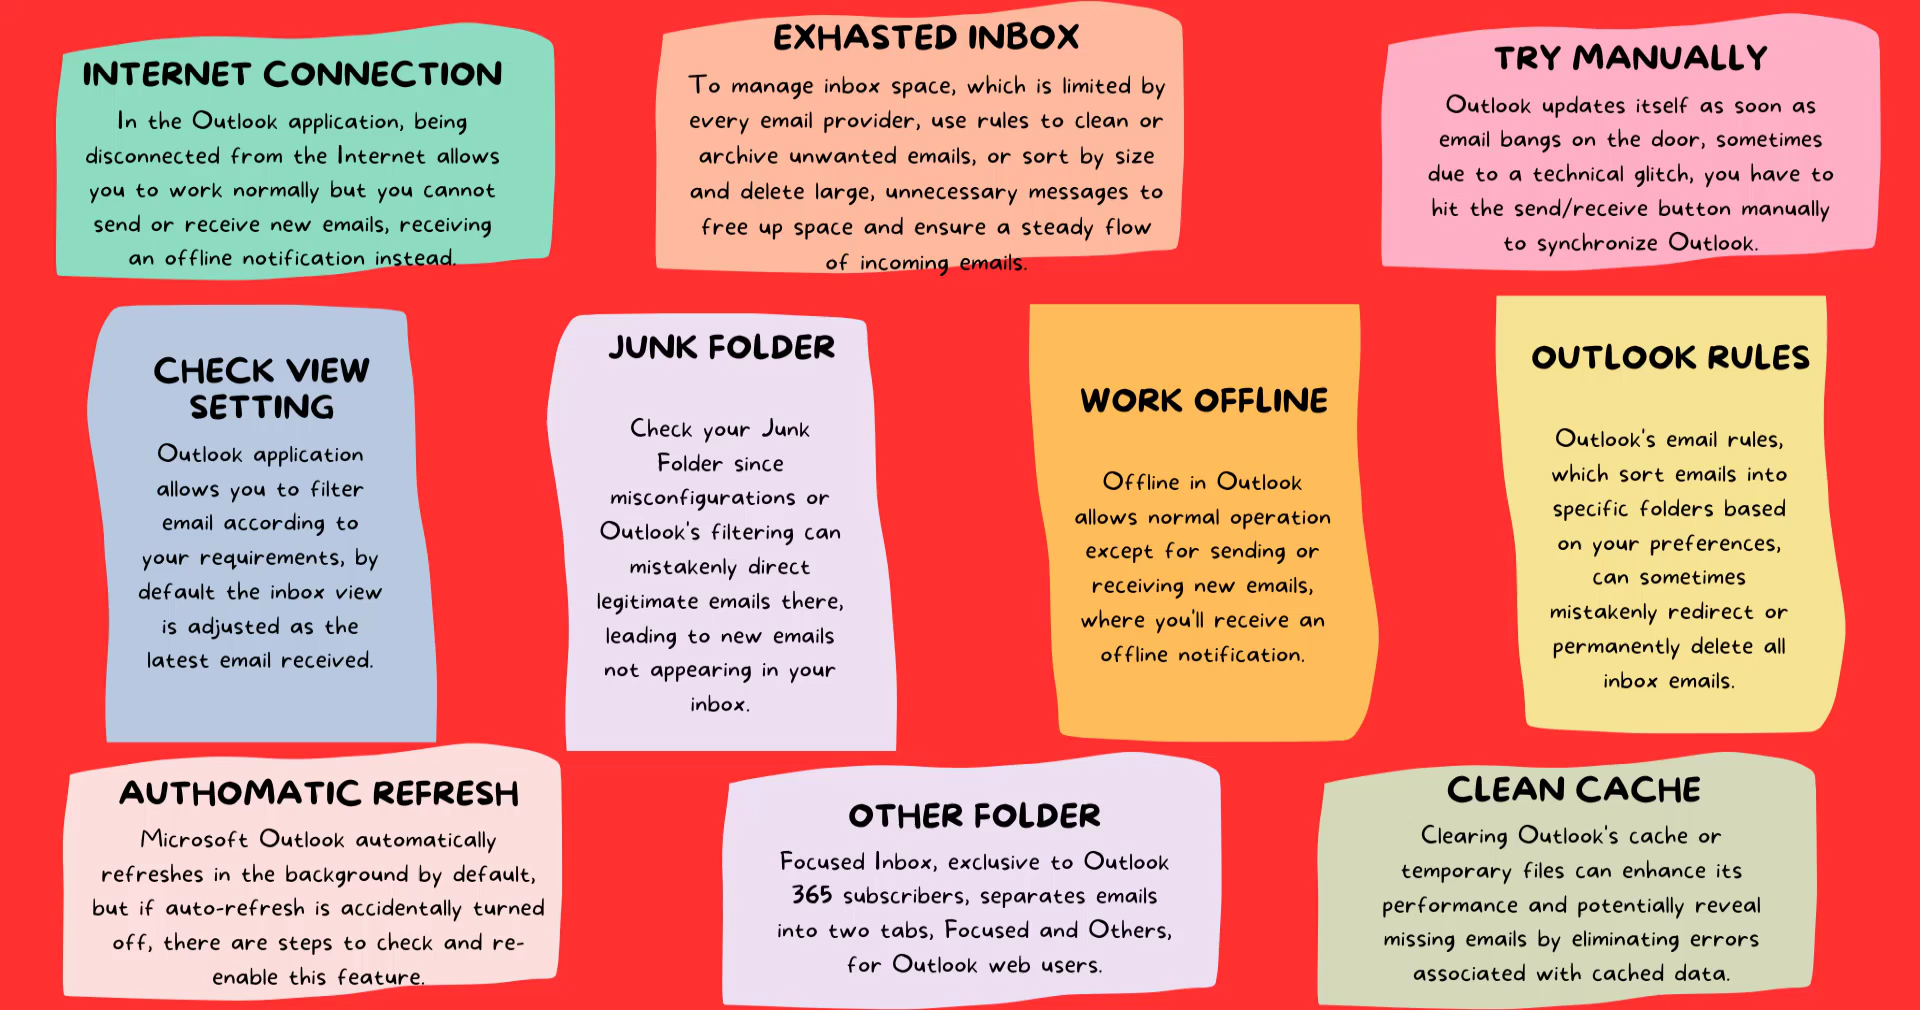 INTERNET CONNECTION
In the Outlook application, being
disconnected from the Internet allows
you to work normally but you cannot
send or receive new emails, receiving
an offline notification instead.
EXHASTED INBOX
To manage inbox space, which is limited by
every email provider, use rules to clean or
archive unwanted emails, or sort by size
and delete large, unnecessary messages to
free up space and ensure a steady flow
of incoming emails.
TRY MANUALLY
Outlook updates itself as soon as
email bangs on the door, sometimes
due to a technical glitch, you have to
hit the send/receive button manually
to synchronize Outlook.
CHECK VIEW
SETTING
Outlook application
allows you to filter
email according to
your requirements, by
default the inbox view
is adjusted as the
latest email received.
JUNK FOLDER
Check your Junk
Folder since
misconfigurations or
Outlook's filtering can
mistakenly direct
legitimate emails there,
leading to new emails
not appearing in your
inbox.
WORK OFFLINE
Offline in Outlook
allows normal operation
except for sending or
receiving new emails,
where you'll receive an
offline notification.
OUTLOOK RULES
Outlook's email rules,
which sort emails into
specific folders based
on your preferences,
can sometimes
mistakenly redirect or
permanently delete all
inbox emails.
AUTHOMATIC REFRESH
Microsoft Outlook automatically
refreshes in the background by default,
but if auto-refresh is accidentally turned
off, there are steps to check and re-
enable this feature.
OTHER FOLDER
Focused Inbox, exclusive to Outlook
365 subscribers, separates emails
into two tabs, Focused and Others,
for Outlook web users.
CLEAN CACHE
Clearing Outlook's cache or
temporary files can enhance its
performance and potentially reveal
missing emails by eliminating errors
associated with cached data.